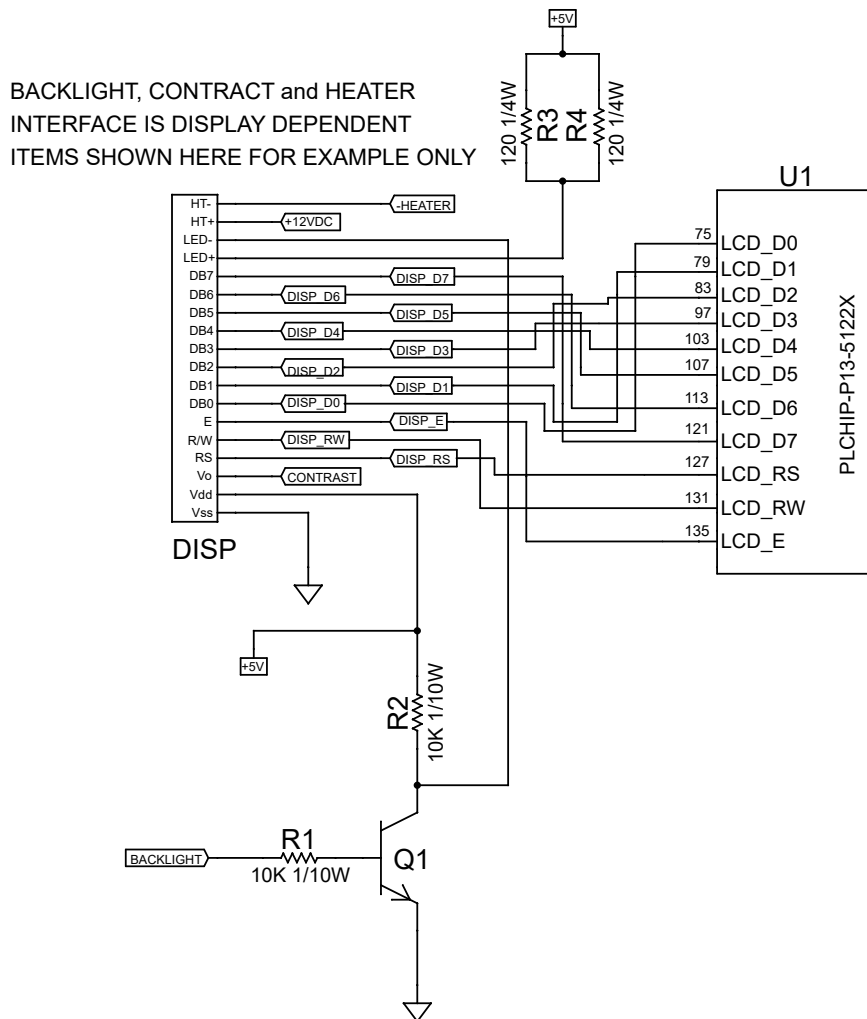 +5V
BACKLIGHT, CONTRACT and HEATER
INTERFACE IS DISPLAY DEPENDENT
ITEMS SHOWN HERE FOR EXAMPLE ONLY
120 1/4W
R3
R4
120 1/4W
U1
HT-
-HEATER
HT+
+12VDC
LED-
LED+
DB7
DISP_D7
DB6
DISP_D6
DB5
DISP_D5
DB4
DISP_D4
DB3
DISP_D3
DB2
DISP_D2
DB1
DISP_D1
DB0
DISP_D0
E
DISP_E
R/W
DISP_RW
RS
DISP_RS
Vo
CONTRAST
Vdd
Vss
DISP
75 LCD_D0
79 LCD_D1
83 LCD_D2
97 LCD_D3
103 LCD_D4
107 LCD_D5
113 LCD_D6
121 LCD_D7
127 LCD_RS
131 LCD_RW
135 LCD_E
PLCHIP-P13-5122X
+5V
R2
10K 1/10W
BACKLIGHT
R1
10K 1/10W
Q1